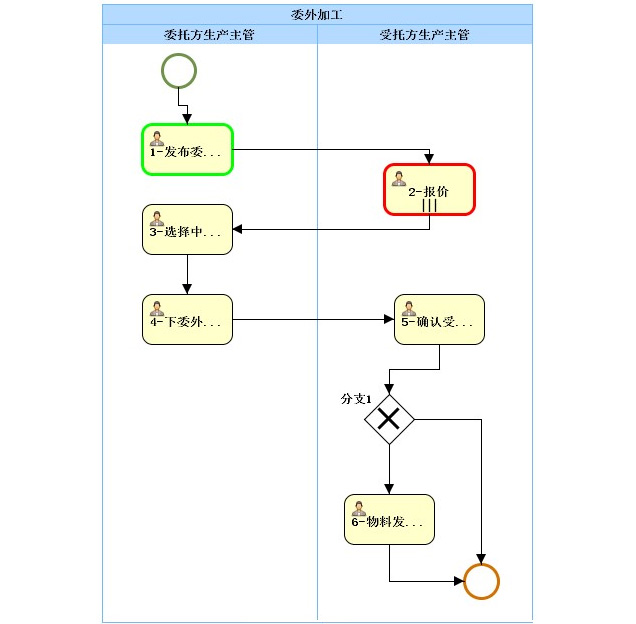 委外加工
委托方生产主管
受托方生产主管
1-发布委...
2-报价
3-选择中...
4-下委外...
5-确认受...
分支1
6-物料发...